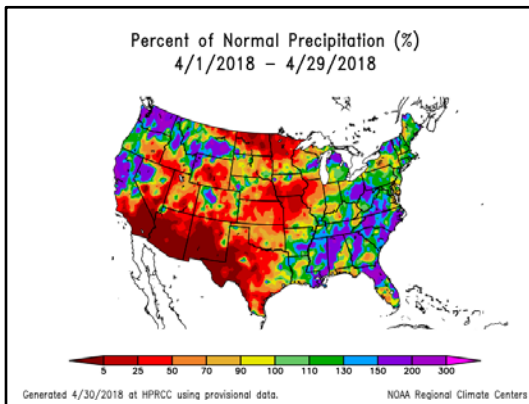 Percent of Normal Precipitation (%)
4/1/2018 – 4/29/2018
5 25 50 70 90 100 110 130 150 200 300
Generated 4/30/2018 at HPRCC using provisional data. NOAA Regional Climate Centers